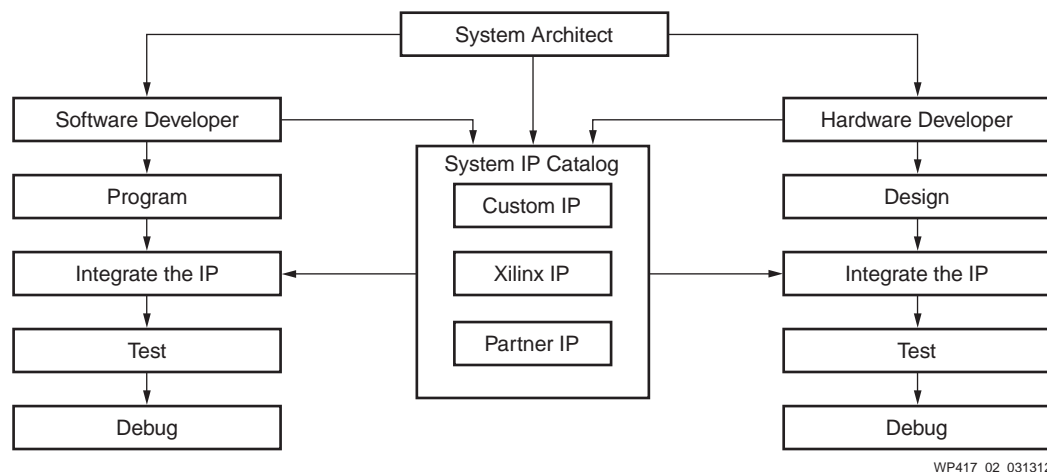 System Architect
Software Developer
Hardware Developer
System IP Catalog
Program
Custom IP
Design
Integrate the IP
Xilinx IP
Integrate the IP
Test
Partner IP
Test
Debug
Debug
WP417_02_031312